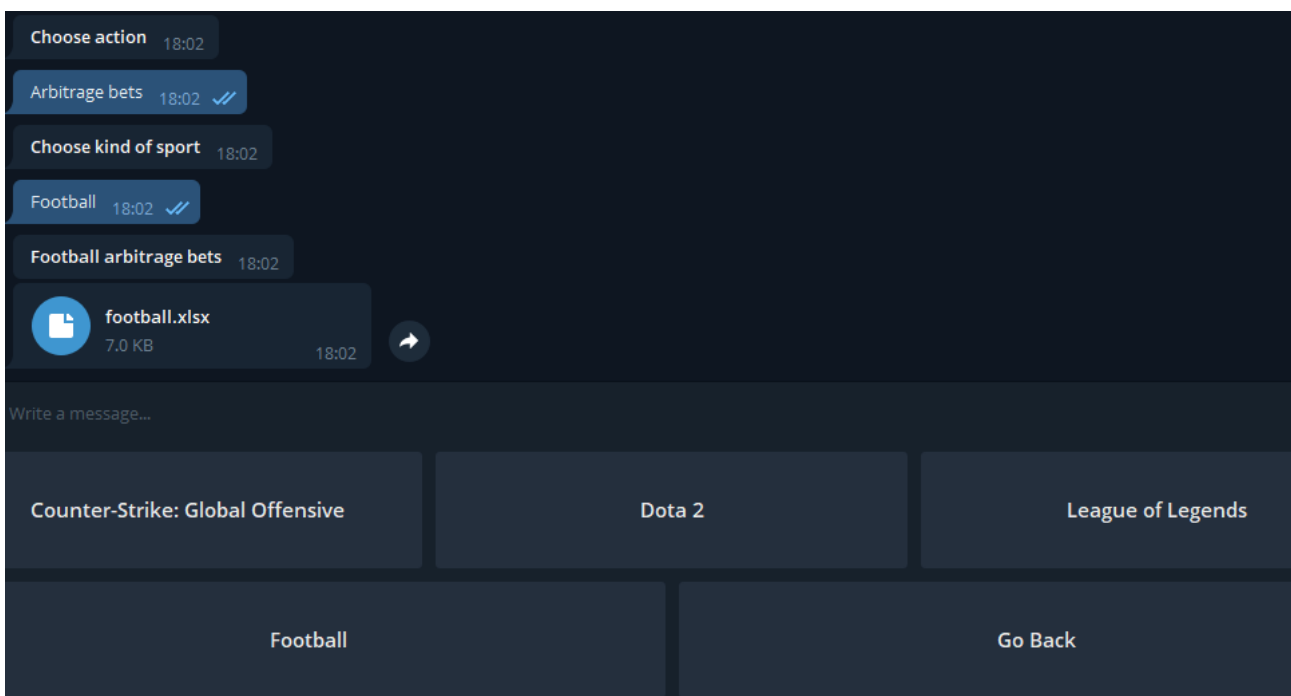 Choose action 18:02
Arbitrage bets 18:02
Choose kind of sport 18:02
Football 18:02
Football arbitrage bets 18:02
football.xlsx
7.0 KB 18:02
Write a message...
Counter-Strike: Global Offensive Dota 2 League of Legends
Football Go Back